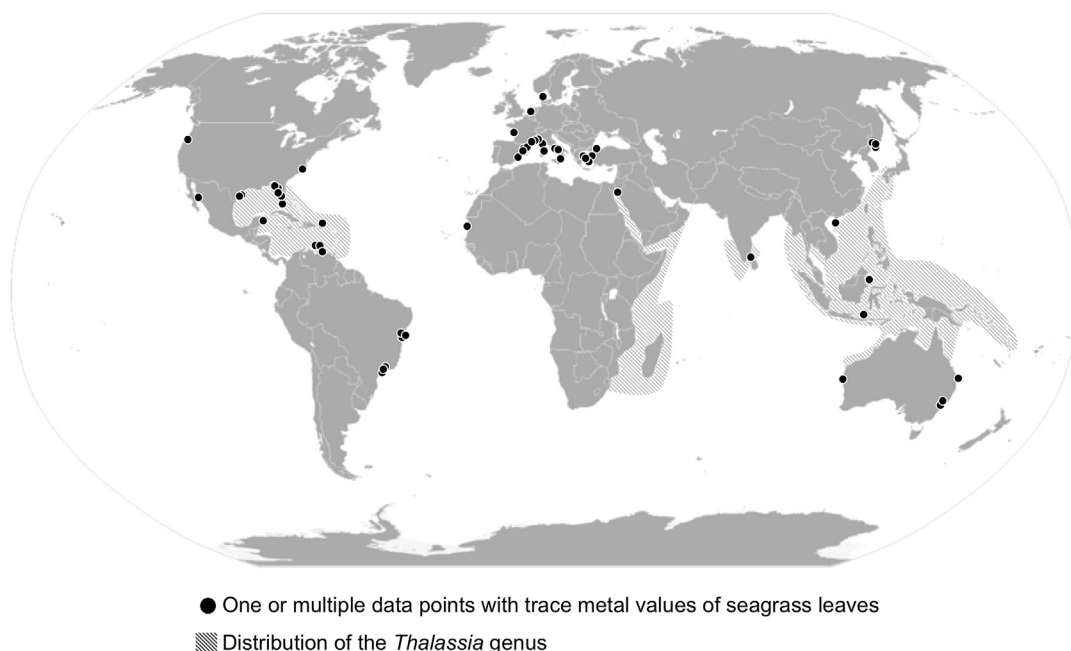 One or multiple data points with trace metal values of seagrass leaves
Distribution of the Thalassia genus